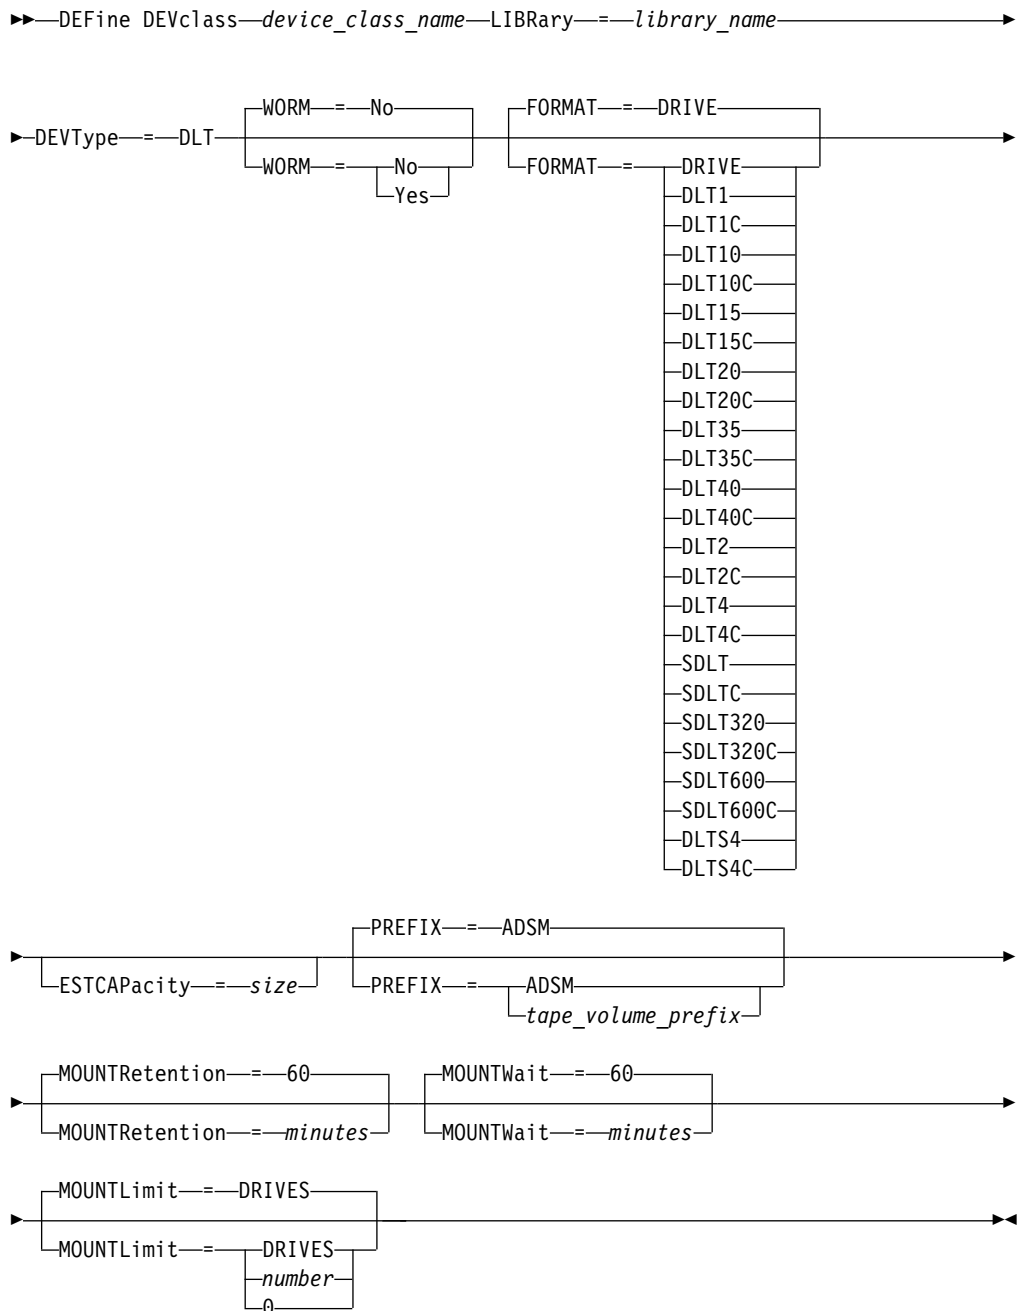 DEFine DEVclass device_class_name LIBRary = library_name
WORM = No FORMAT = DRIVE
DEVType = DLT
WORM = No FORMAT = DRIVE
Yes DLT1
DLT1C
DLT10
DLT10C
DLT15
DLT15C
DLT20
DLT20C
DLT35
DLT35C
DLT40
DLT40C
DLT2
DLT2C
DLT4
DLT4C
SDLT
SDLTC
SDLT320
SDLT320C
SDLT600
SDLT600C
DLTS4
DLTS4C
PREFIX = ADSM
ESTCAPacity = size PREFIX = ADSM
tape_volume_prefix
MOUNTRetention = 60 MOUNTWait = 60
MOUNTRetention = minutes MOUNTWait = minutes
MOUNTLimit = DRIVES
MOUNTLimit = DRIVES
number
0